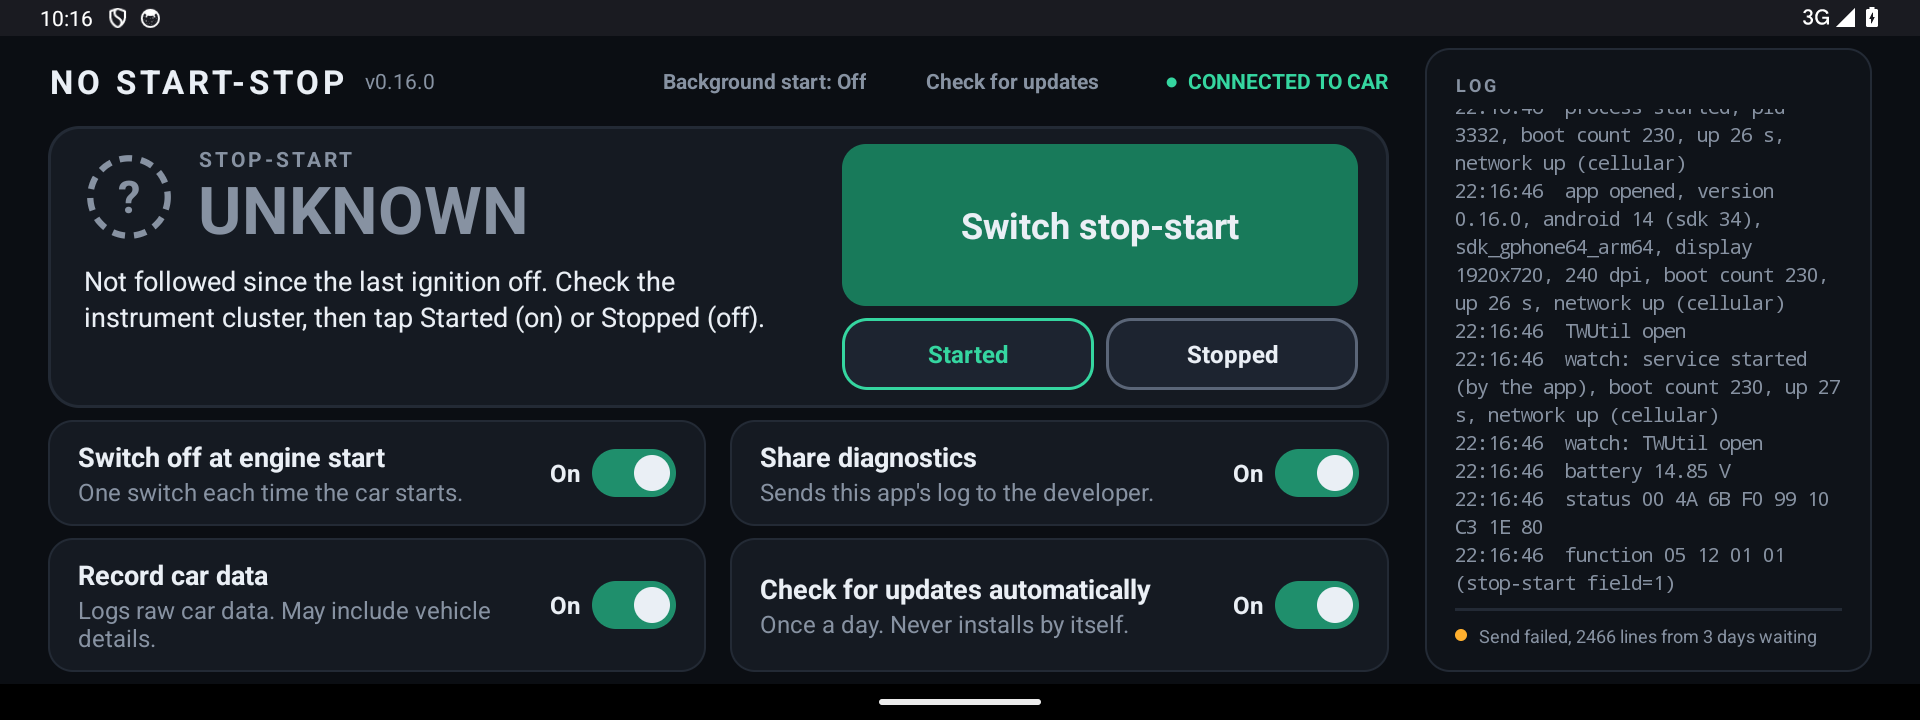 10:16
3G
NO START-STOP v0.16.0
Background start: Off
Check for updates
CONNECTED TO CAR
STOP-START
?
UNKNOWN
Not followed since the last ignition off. Check the
instrument cluster, then tap Started (on) or Stopped (off).
Switch stop-start
Started
Stopped
Switch off at engine start
One switch each time the car starts.
On
Share diagnostics
Sends this app's log to the developer.
On
Record car data
Logs raw car data. May include vehicle
details.
On
Check for updates automatically
Once a day. Never installs by itself.
On
LOG
22:16:46 process started, pid
3332, boot count 230, up 26 s,
network up (cellular)
22:16:46 app opened, version
0.16.0, android 14 (sdk 34),
sdk_gphone64_arm64, display
1920x720, 240 dpi, boot count 230,
up 26 s, network up (cellular)
22:16:46 TWUtil open
22:16:46 watch: service started
(by the app), boot count 230, up 27
s, network up (cellular)
22:16:46 watch: TWUtil open
22:16:46 battery 14.85 V
22:16:46 status 00 4A 6B F0 99 10
C3 1E 80
22:16:46 function 05 12 01 01
(stop-start field=1)
Send failed, 2466 lines from 3 days waiting